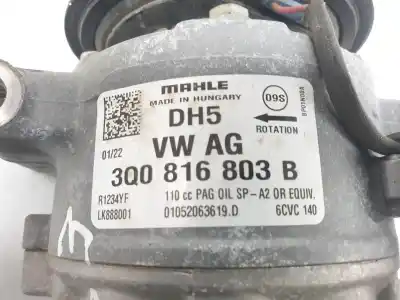 MAHLE
MADE IN HUNGARY
D9S
BP01N08A
DH5
ROTATION
01/22
VW AG
3Q0 816 803 B
R1234YF
110 cc PAG OIL SP-A2 OR EQUIV.
LK888001
01052063619.D
6CVC 140